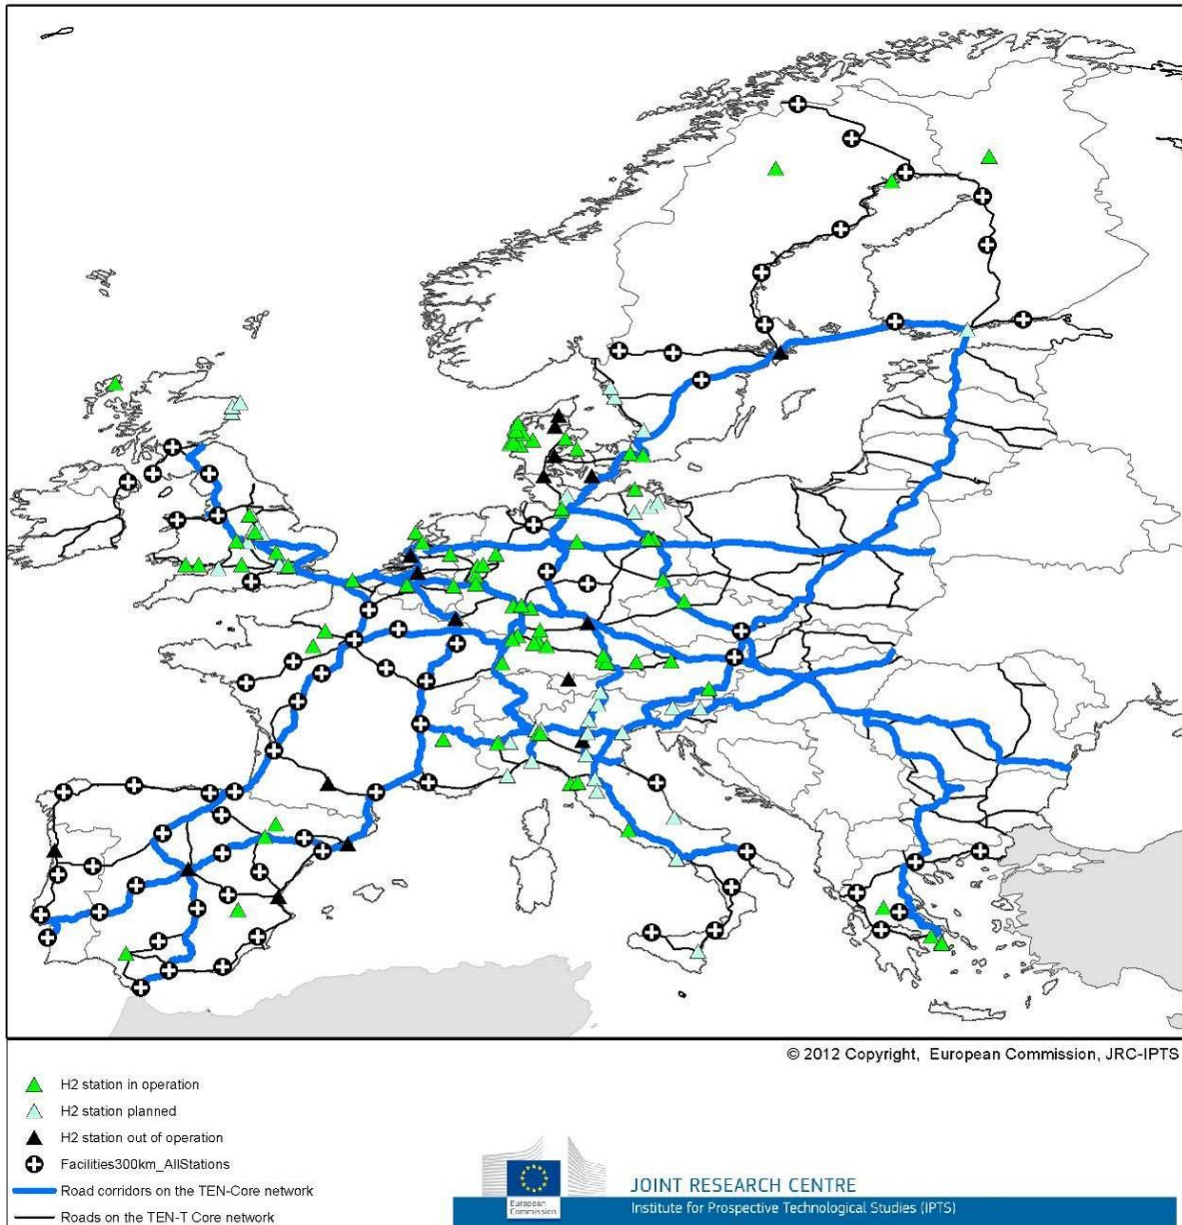 © 2012 Copyright, European Commission, JRC-IPTS
H2 station in operation
H2 station planned
H2 station out of operation
Facilities300km_AllStations
Road corridors on the TEN-Core network
Roads on the TEN-T Core network
European
Commission
JOINT RESEARCH CENTRE
Institute for Prospective Technological Studies (IPTS)